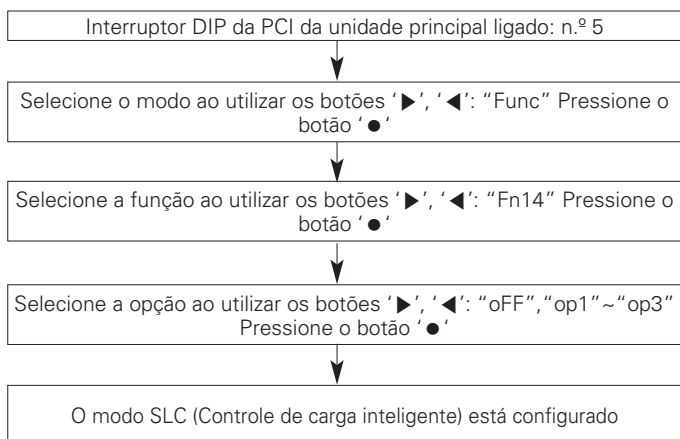 Interruptor DIP da PCI da unidade principal ligado: n.º 5
Selecione o modo ao utilizar os botões ‘▶’, ‘◀’: “Func” Pressione o
botão ‘●‘
Selecione a função ao utilizar os botões ‘▶’, ‘◀’: “Fn14” Pressione o
botão ‘●‘
Selecione a opção ao utilizar os botões ‘▶’, ‘◀’: “oFF”,“op1”~“op3”
Pressione o botão ‘●‘
O modo SLC (Controle de carga inteligente) está configurado